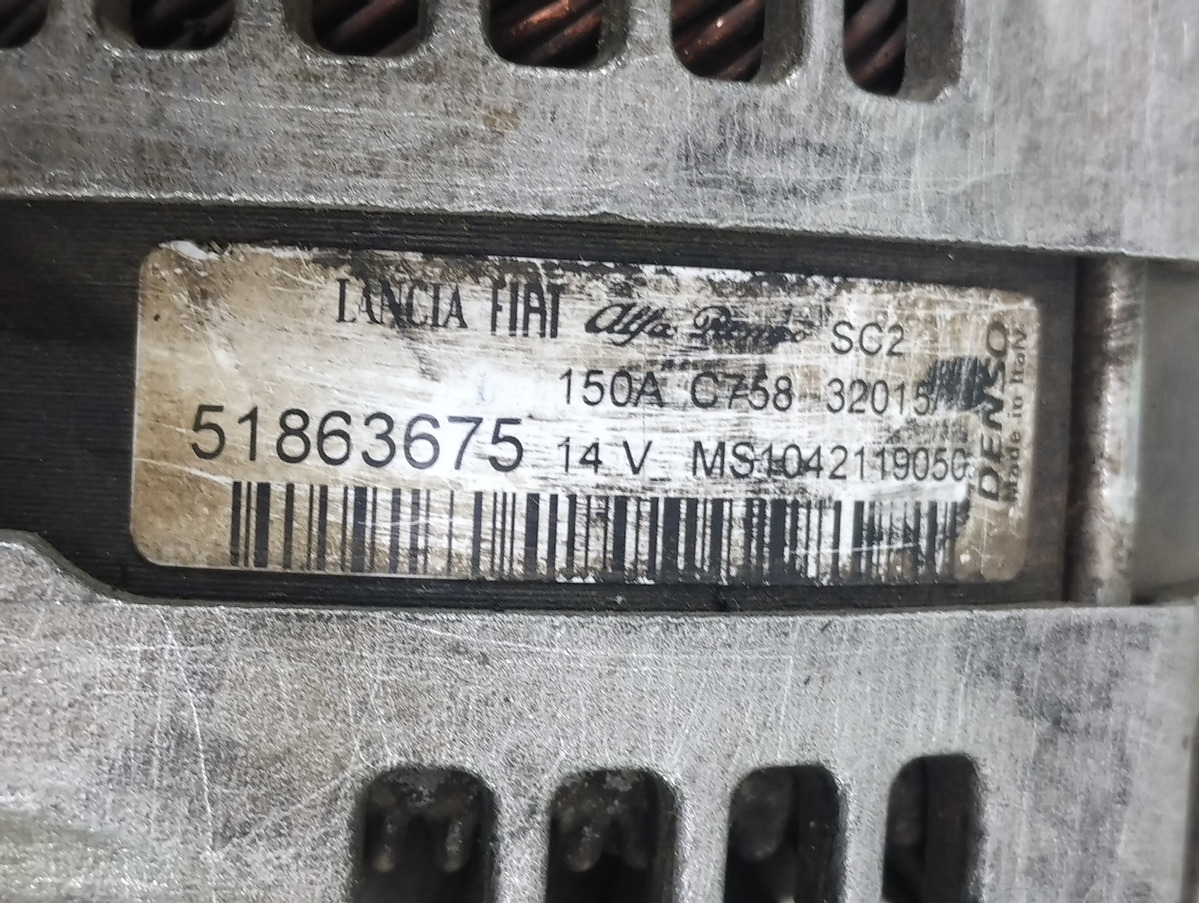 LANCIA FIAT Alfa Romeo SC2
150A C758 32015
51863675 14 V MS1042119050
DENSO
Made in Italy